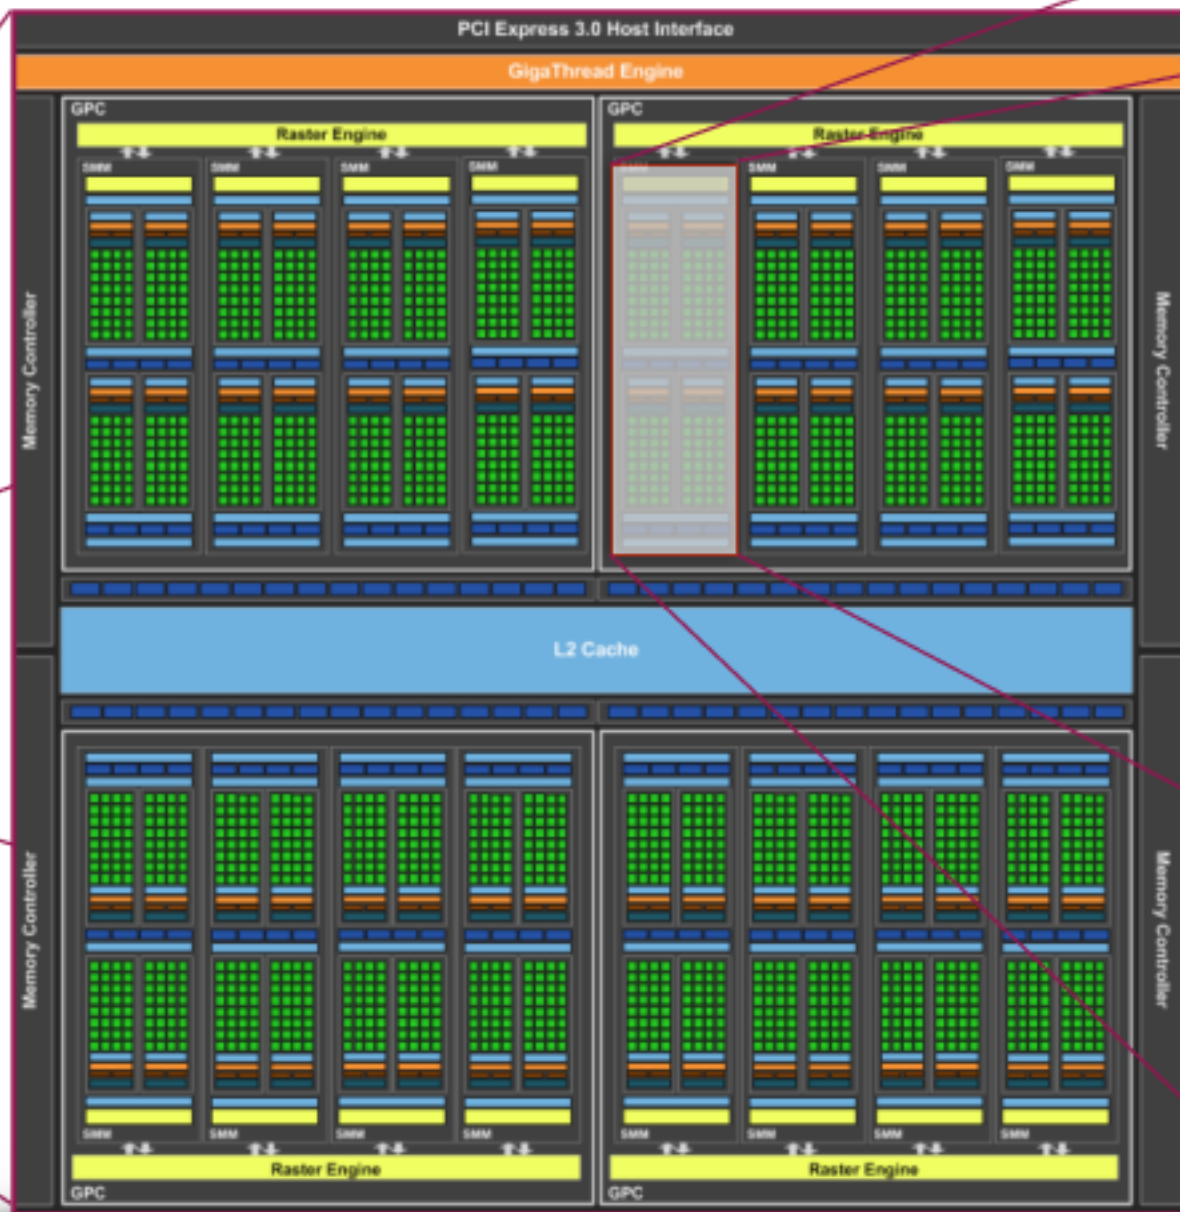 PCI Express 3.0 Host Interface
GigaThread Engine
GPC
GPC
Raster Engine
Raster Engine
SMM
SMM
SMM
SMM
SMM
SMM
SMM
SMM
Memory Controller
Memory Controller
L2 Cache
Memory Controller
Memory Controller
SMM
SMM
SMM
SMM
SMM
SMM
SMM
SMM
Raster Engine
Raster Engine
GPC
GPC